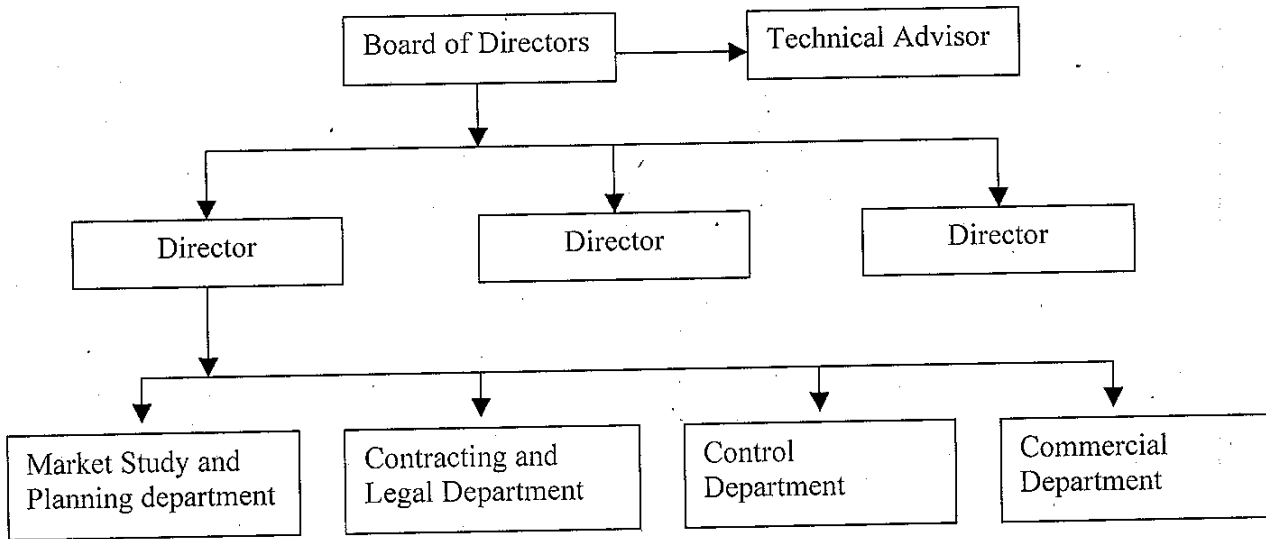 Board of Directors
Technical Advisor
Director
Director
Director
Market Study and
Planning department
Contracting and
Legal Department
Control
Department
Commercial
Department